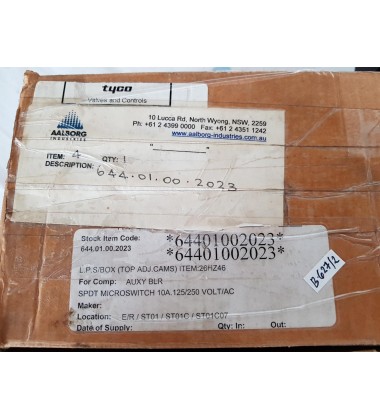 tyco
Valves and Controls
AALBORG
INDUSTRIES
10 Lucca Rd, North Wyong, NSW, 2259
Ph: +61 2 4399 0000 Fax: +61 2 4351 1242
www.aalborg-industries.com.au
ITEM: 4 QTY: 1
DESCRIPTION:
644.01.00.2023
Stock Item Code:
644.01.00.2023
*64401002023*
*64401002023*
L.P.S/BOX (TOP ADJ.CAMS) ITEM:26HZ46
For Comp: AUXY BLR
SPDT MICROSWITCH 10A.125/250 VOLT/AC
Maker:
Location: E/R / ST01 / ST01C / ST01C07
Date of Supply: Qty: In: Out:
B-627/2